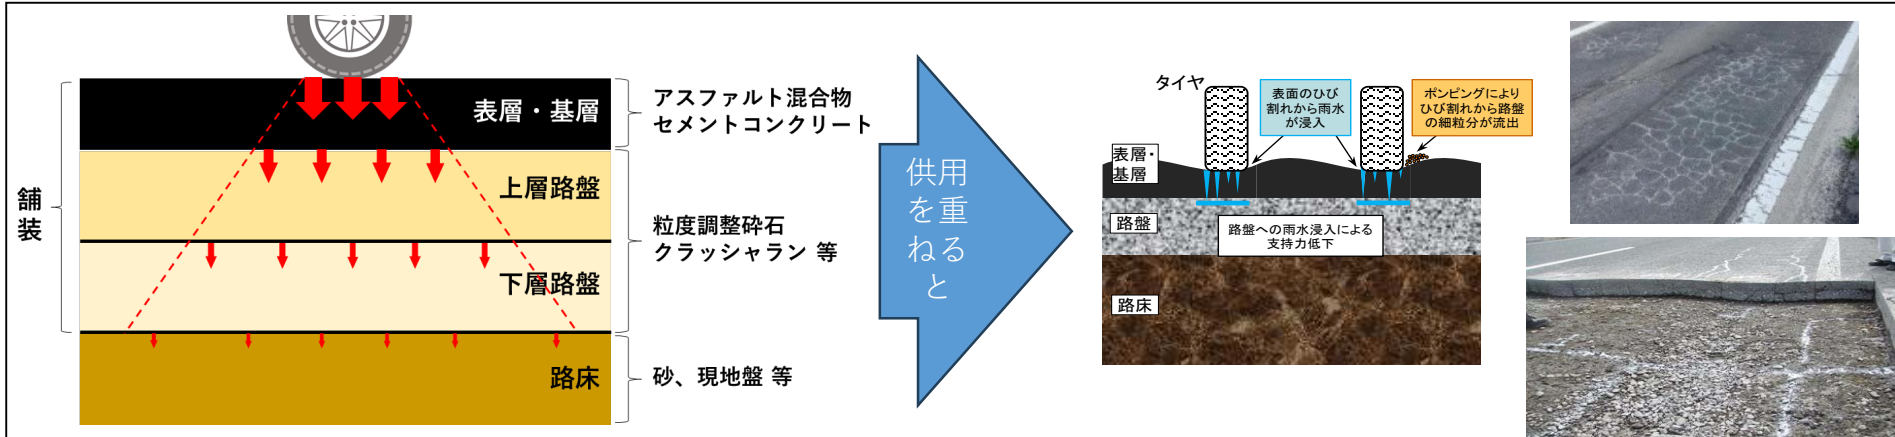 舗
装
表層・基層
上層路盤
下層路盤
路床
アスファルト混合物
セメントコンクリート
粒度調整砕石
クラッシャラン 等
砂、現地盤 等
供用
を重
ねる
と
タイヤ
表面のひび
割れから雨水
が浸入
ポンピングにより
ひび割れから路盤
の細粒分が流出
表層・
基層
路盤
路盤への雨水浸入による
支持力低下
路床